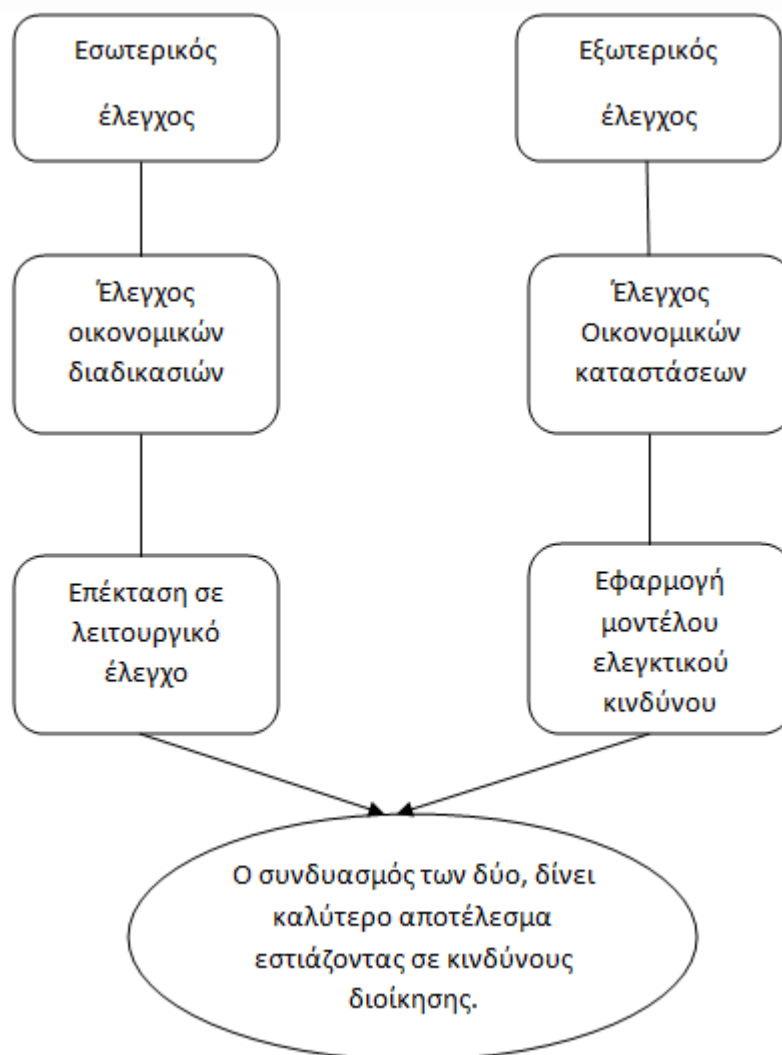 Εσωτερικός
έλεγχος
Έλεγχος
οικονομικών
διαδικασιών
Επέκταση σε
λειτουργικό
έλεγχο
Εξωτερικός
έλεγχος
Έλεγχος
Οικονομικών
καταστάσεων
Εφαρμογή
μοντέλου
ελεγκτικού
κινδύνου
Ο συνδυασμός των δύο, δίνει
καλύτερο αποτέλεσμα
εστιάζοντας σε κινδύνους
διοίκησης.